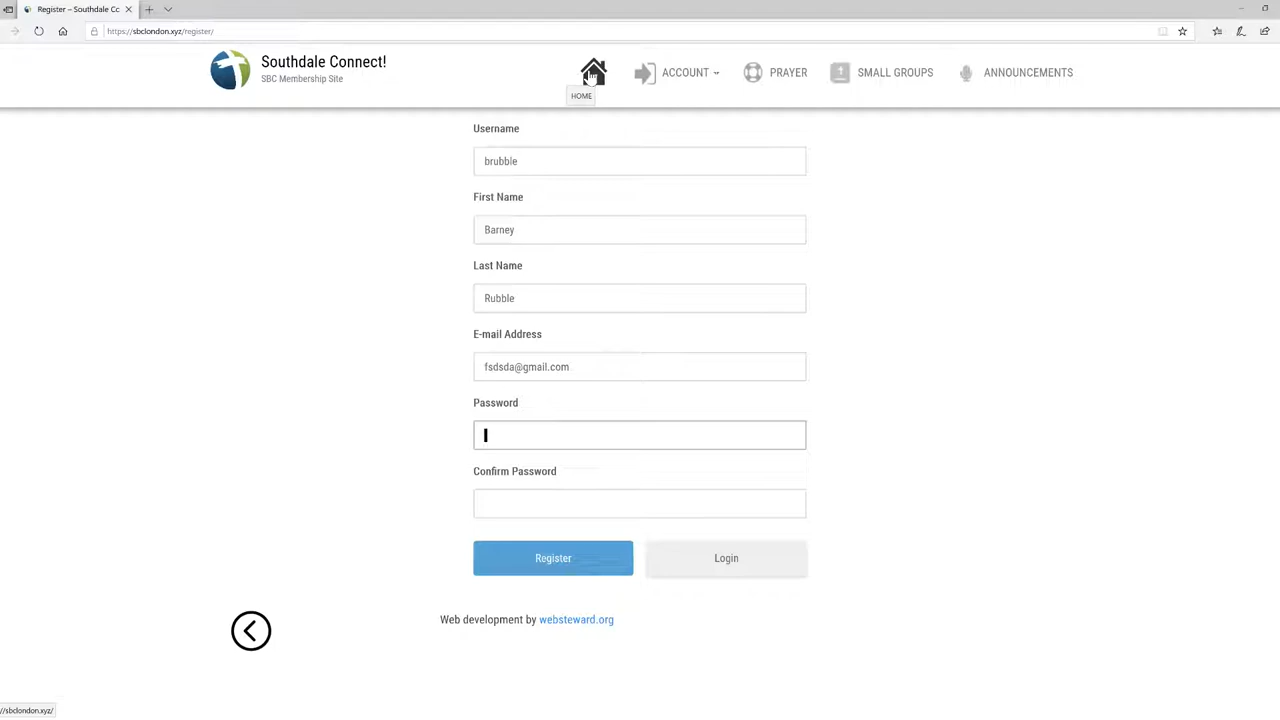 Register – Southdale Cc
https://sbclondon.xyz/register/
Southdale Connect!
SBC Membership Site
HOME
ACCOUNT
PRAYER
SMALL GROUPS
ANNOUNCEMENTS
Username
brubble
First Name
Barney
Last Name
Rubble
E-mail Address
fsdsda@gmail.com
Password
Confirm Password
Register
Login
Web development by websteward.org
//sbclondon.xyz/